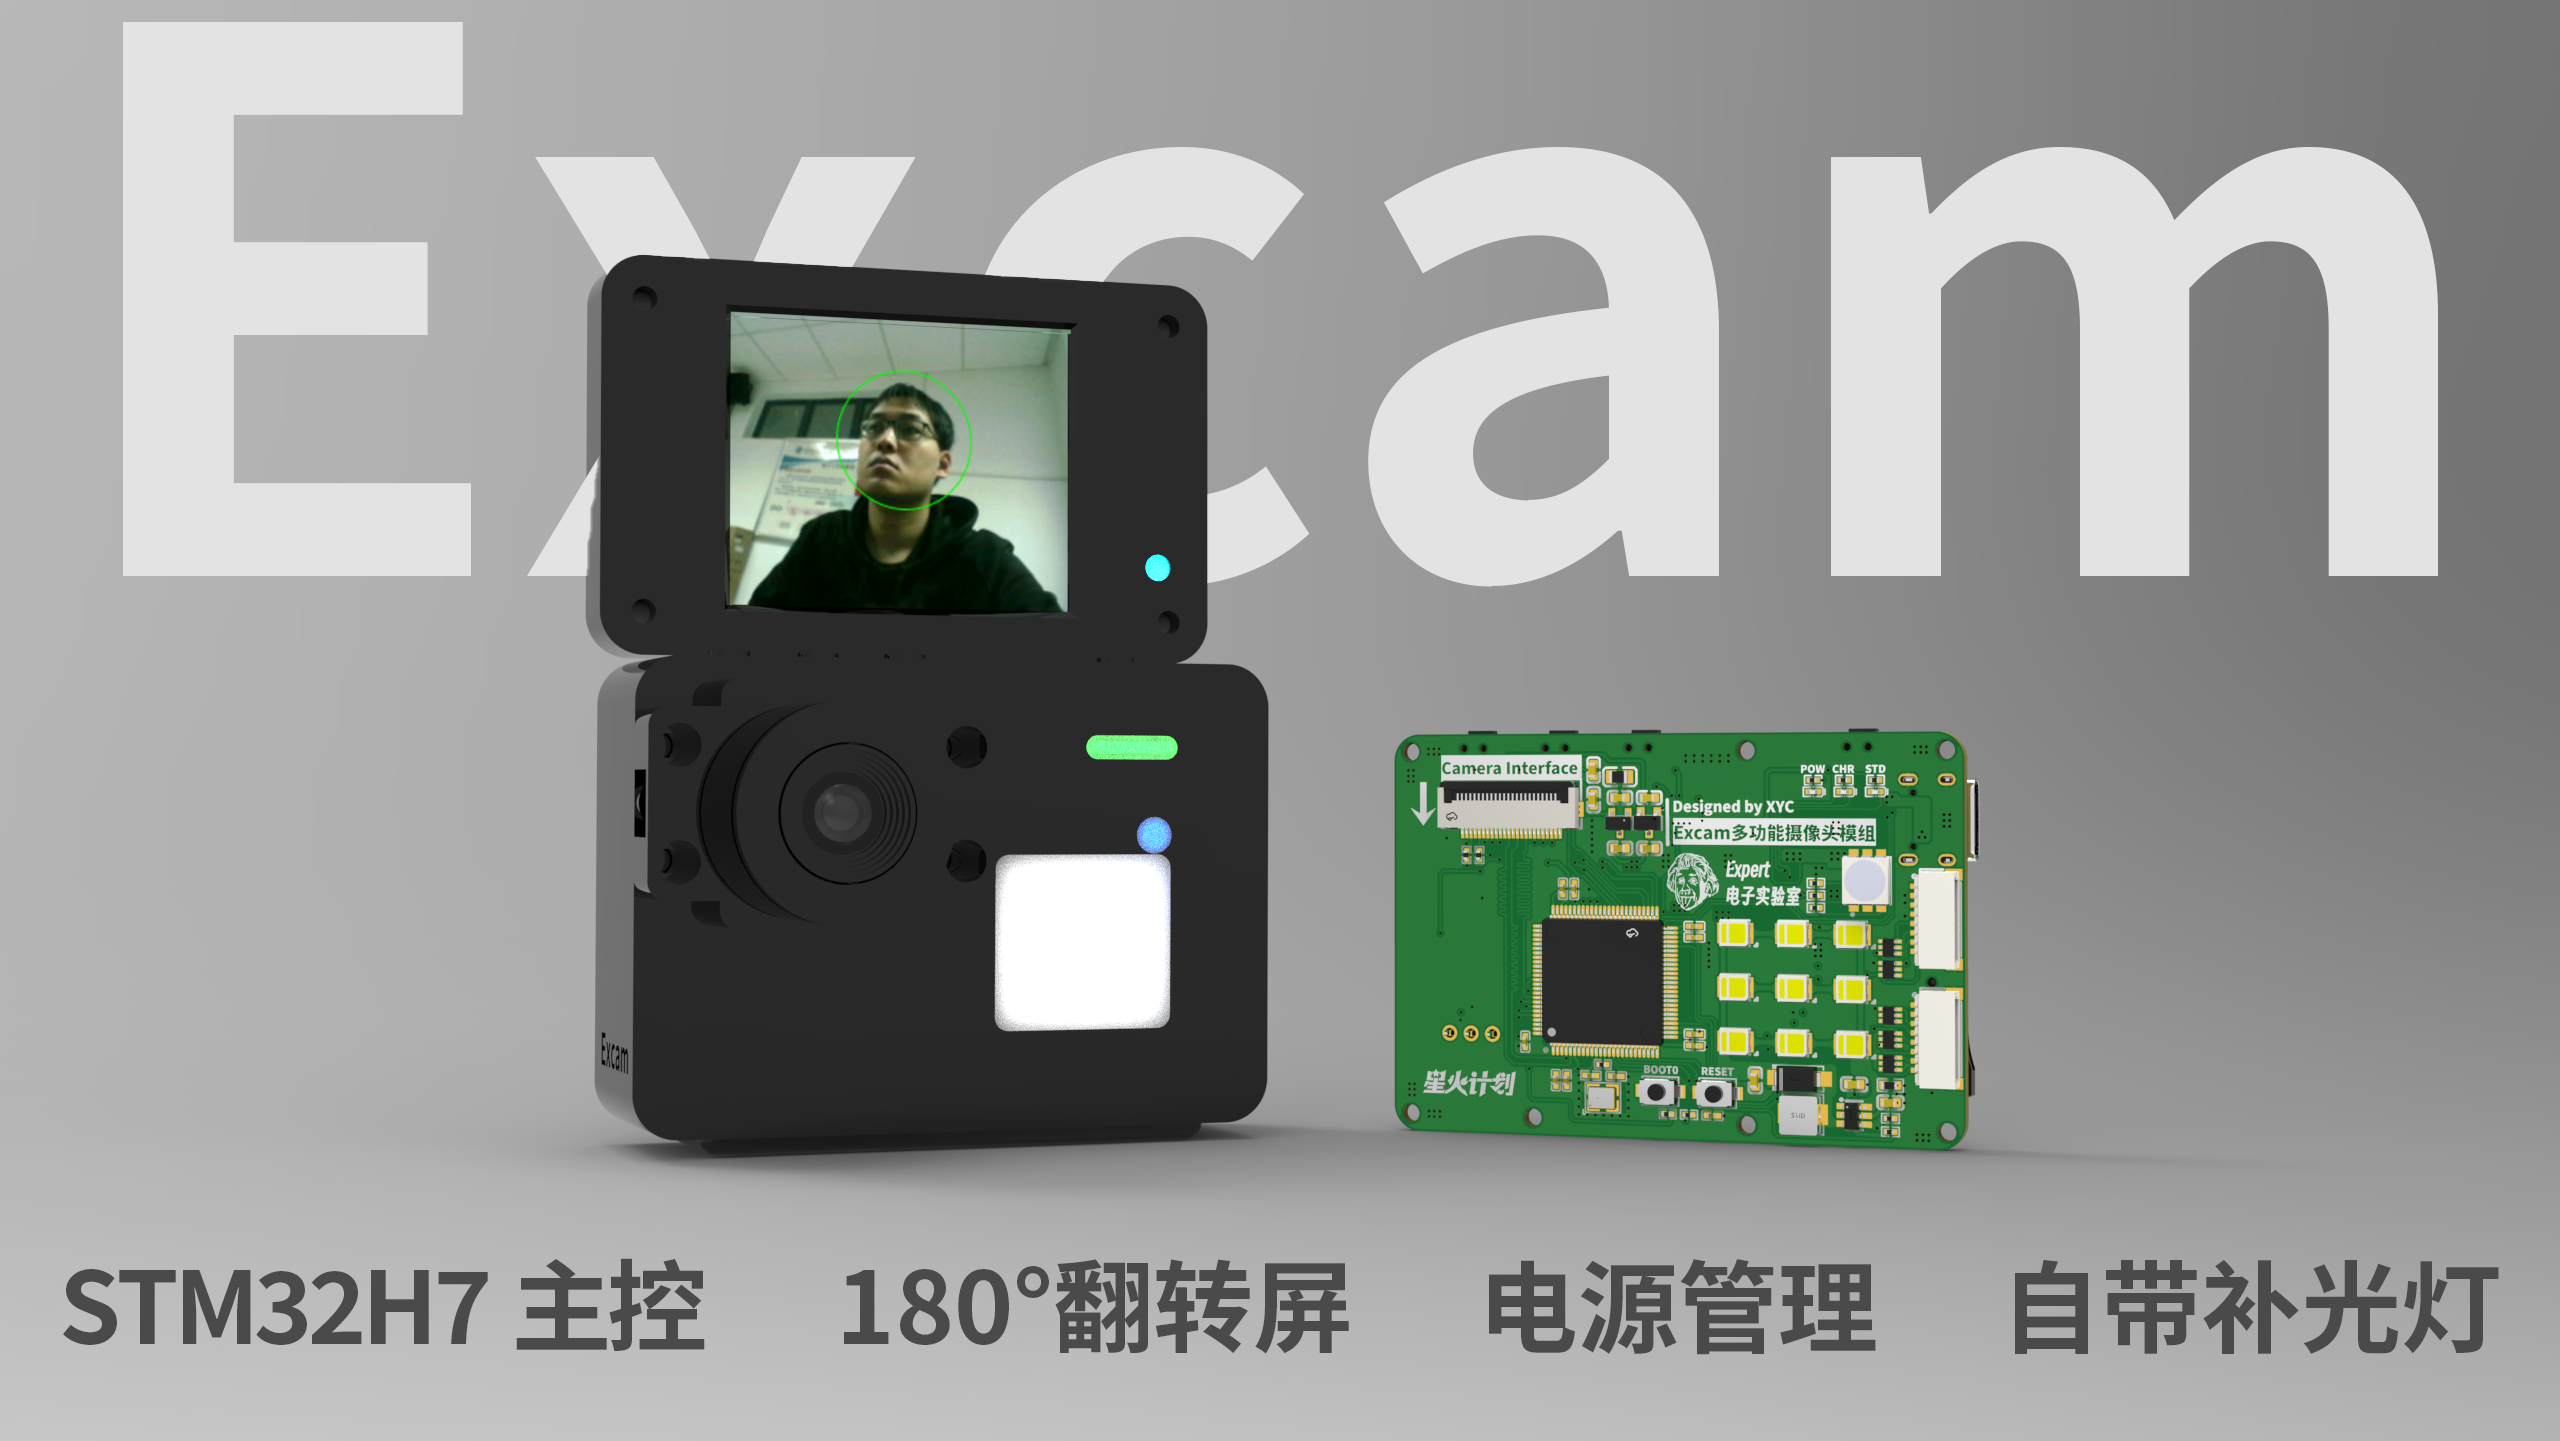 Excam
Excam
Camera Interface
POW CHR STD
Designed by XYC
Excam多功能摄像头模组
Expert
电子实验室
BOOT0 RESET
星火计划
STM32H7 主控 180°翻转屏 电源管理 自带补光灯